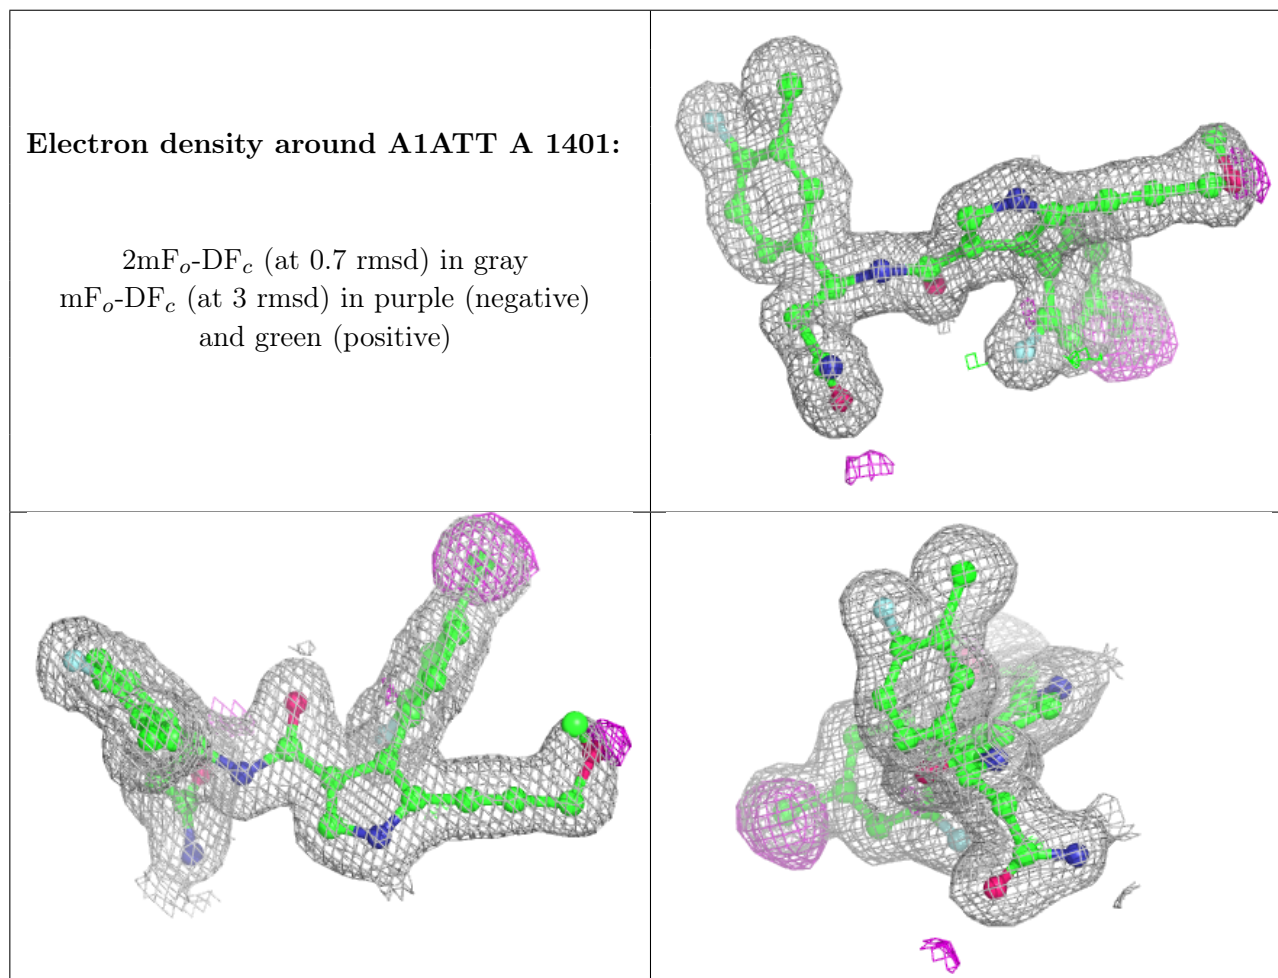 Electron density around A1ATT A 1401:
2mFo-DFc (at 0.7 rmsd) in gray
mFo-DFc (at 3 rmsd) in purple (negative)
and green (positive)